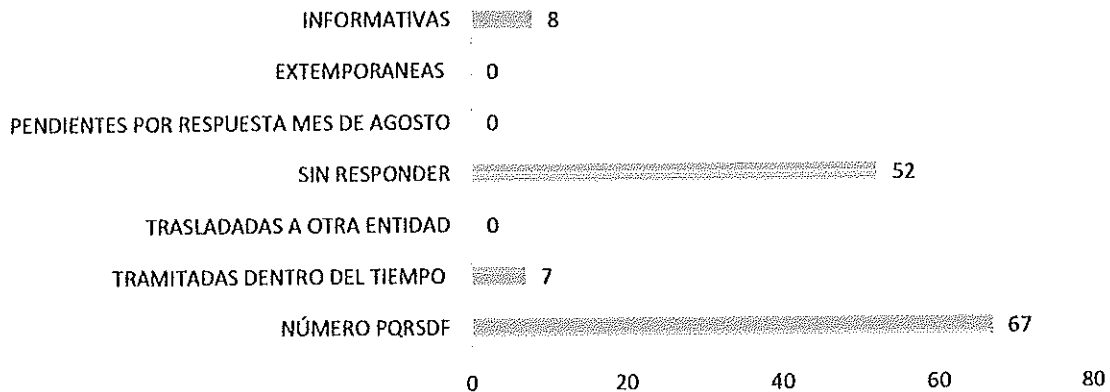 INFORMATIVAS 8
EXTEMPORANEAS 0
PENDIENTES POR RESPUESTA MES DE AGOSTO 0
SIN RESPONDER 52
TRASLADADAS A OTRA ENTIDAD 0
TRAMITADAS DENTRO DEL TIEMPO 7
NÚMERO PQRSDF 67
0 20 40 60 80